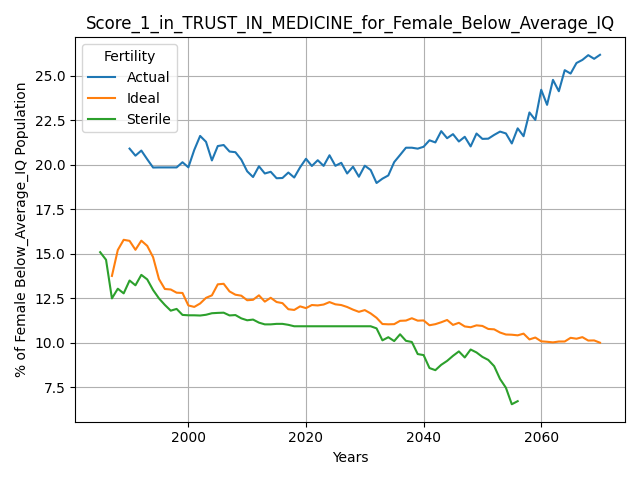 Score_1_in_TRUST_IN_MEDICINE_for_Female_Below_Average_IQ
% of Female Below_Average_IQ Population
Fertility
Actual
Ideal
Sterile
25.0
22.5
20.0
17.5
15.0
12.5
10.0
7.5
2000 2020 2040 2060
Years